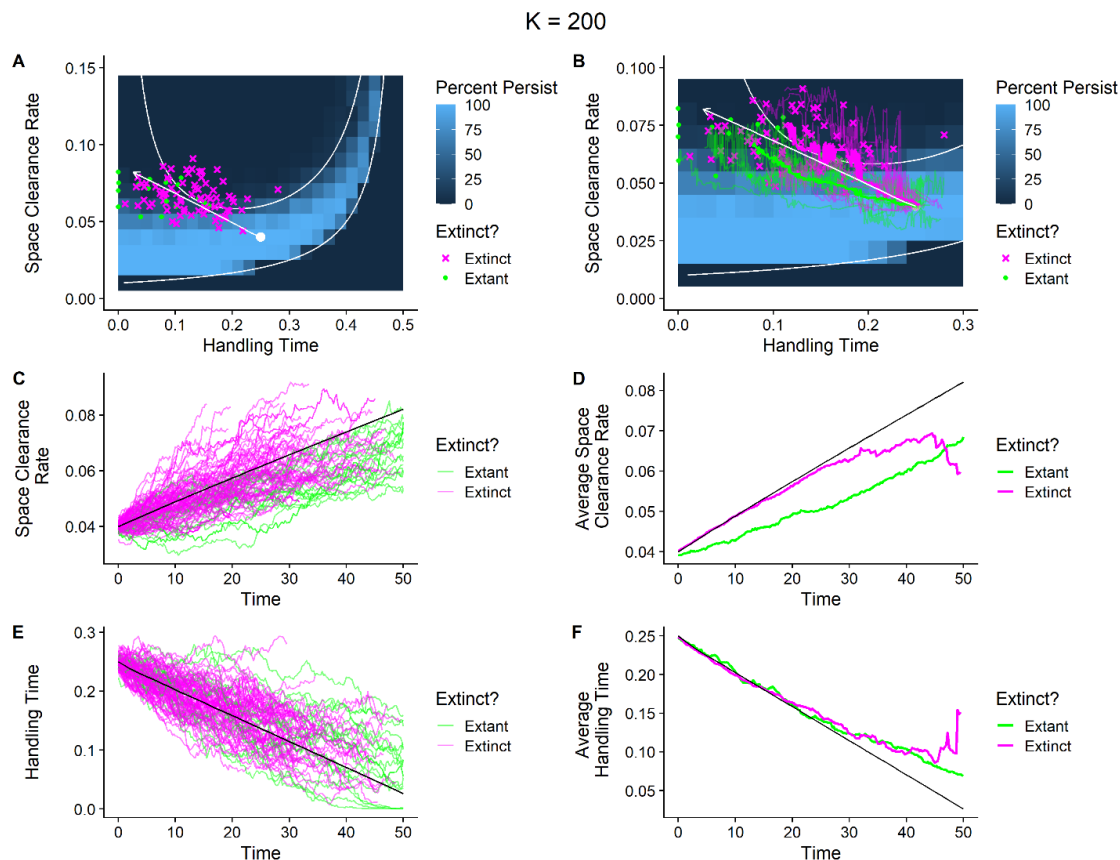 K = 200
A
Space Clearance Rate
0.15
0.10
0.05
0.00
0.0 0.1 0.2 0.3 0.4 0.5
Handling Time
Percent Persist
100
75
50
25
0
Extinct?
Extinct
Extant
B
Space Clearance Rate
0.100
0.075
0.050
0.025
0.000
0.0 0.1 0.2 0.3
Handling Time
Percent Persist
100
75
50
25
0
Extinct?
Extinct
Extant
C
Space Clearance
Rate
0.08
0.06
0.04
0 10 20 30 40 50
Time
Extinct?
Extant
Extinct
D
Average Space
Clearance Rate
0.08
0.07
0.06
0.05
0.04
0 10 20 30 40 50
Time
Extinct?
Extant
Extinct
E
Handling Time
0.3
0.2
0.1
0.0
0 10 20 30 40 50
Time
Extinct?
Extant
Extinct
F
Average
Handling Time
0.25
0.20
0.15
0.10
0.05
0 10 20 30 40 50
Time
Extinct?
Extant
Extinct